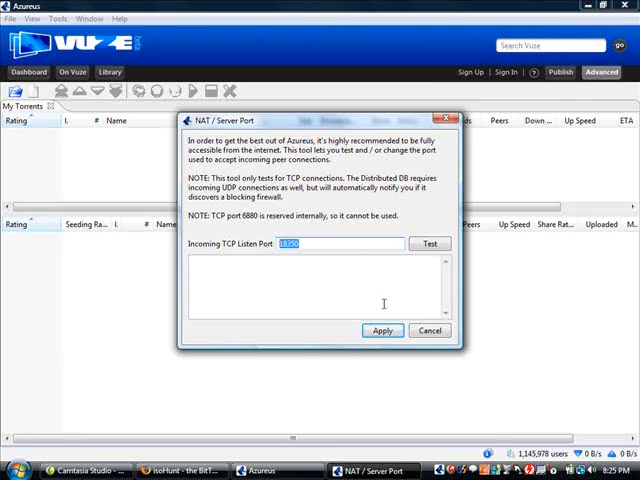 Azureus
File View Tools Window Help
VUZE beta
Search Vuze
go
Dashboard On Vuze Library
Sign Up | Sign In | ? Publish Advanced
My Torrents
Rating I. # Name
Peers Down ... Up Speed ETA
NAT / Server Port
In order to get the best out of Azureus, it's highly recommended to be fully
accessible from the internet. This tool lets you test and / or change the port
used to accept incoming peer connections.
NOTE: This tool only tests for TCP connections. The Distributed DB requires
incoming UDP connections as well, but will automatically notify you if it
discovers a blocking firewall.
NOTE: TCP port 6880 is reserved internally, so it cannot be used.
Incoming TCP Listen Port 18350 Test
Apply Cancel
Rating Seeding Ra... I. # Name
Up Speed Share Rat... Uploaded M...
1,145,978 users 0 B/s 0 B/s
Camtasia Studio - ... isoHunt - the BitT... Azureus NAT / Server Port 8:25 PM